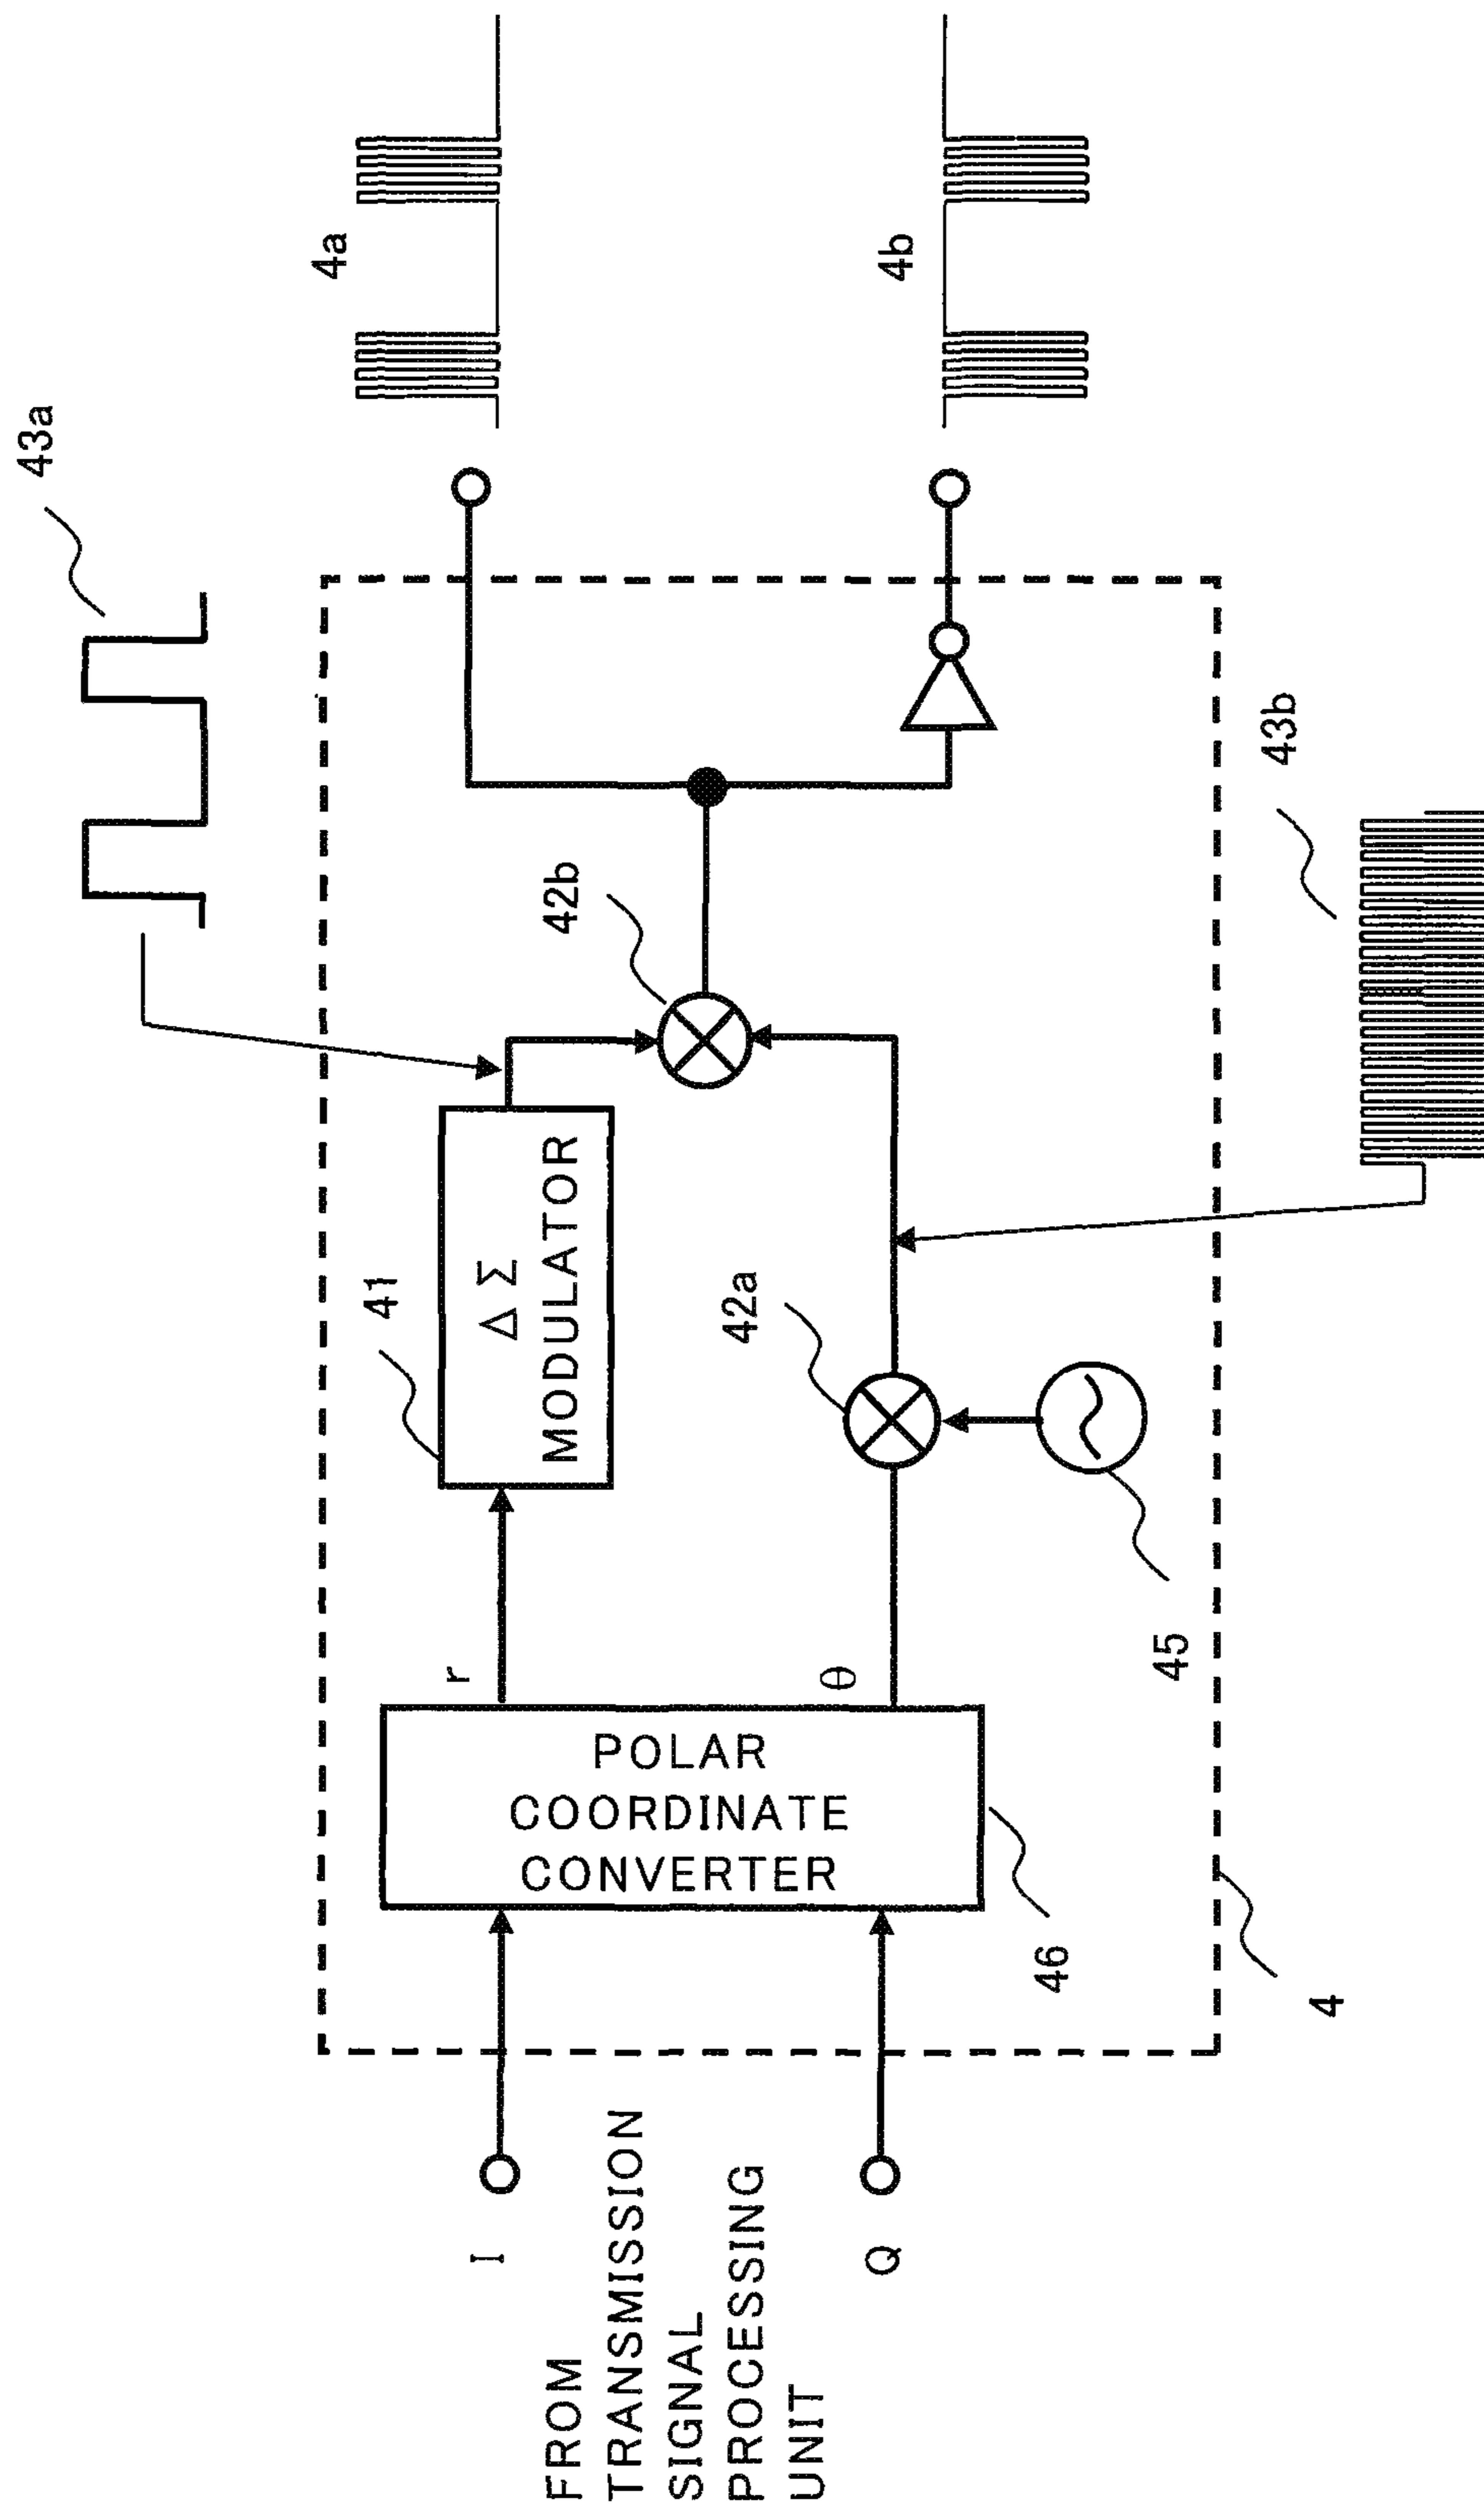 FROM
TRANSMISSION
SIGNAL
PROCESSING
UNIT
I
Q
POLAR
COORDINATE
CONVERTER
46
4
r
θ
41
ΔΣ
MODULATOR
42a
45
42b
43a
43b
4a
4b